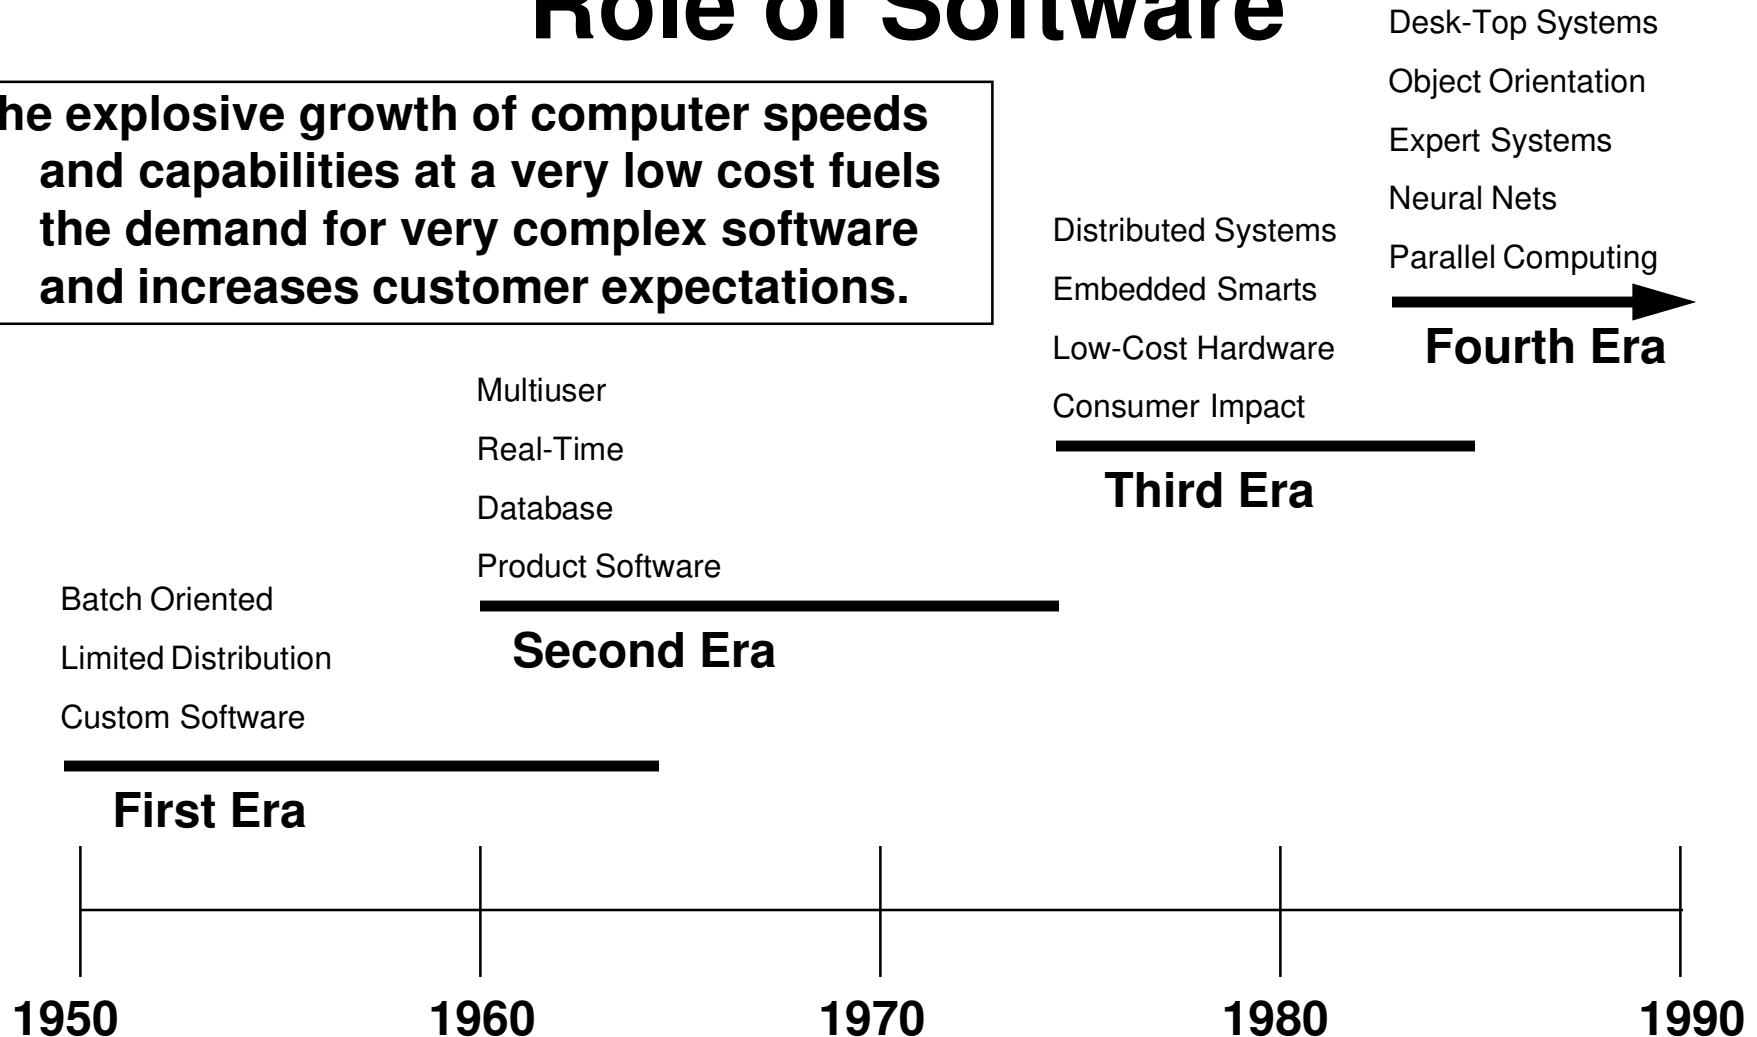 Role of Software
he explosive growth of computer speeds
and capabilities at a very low cost fuels
the demand for very complex software
and increases customer expectations.
Desk-Top Systems
Object Orientation
Expert Systems
Neural Nets
Parallel Computing
Fourth Era
Distributed Systems
Embedded Smarts
Low-Cost Hardware
Consumer Impact
Third Era
Multiuser
Real-Time
Database
Product Software
Second Era
Batch Oriented
Limited Distribution
Custom Software
First Era
1950 1960 1970 1980 1990